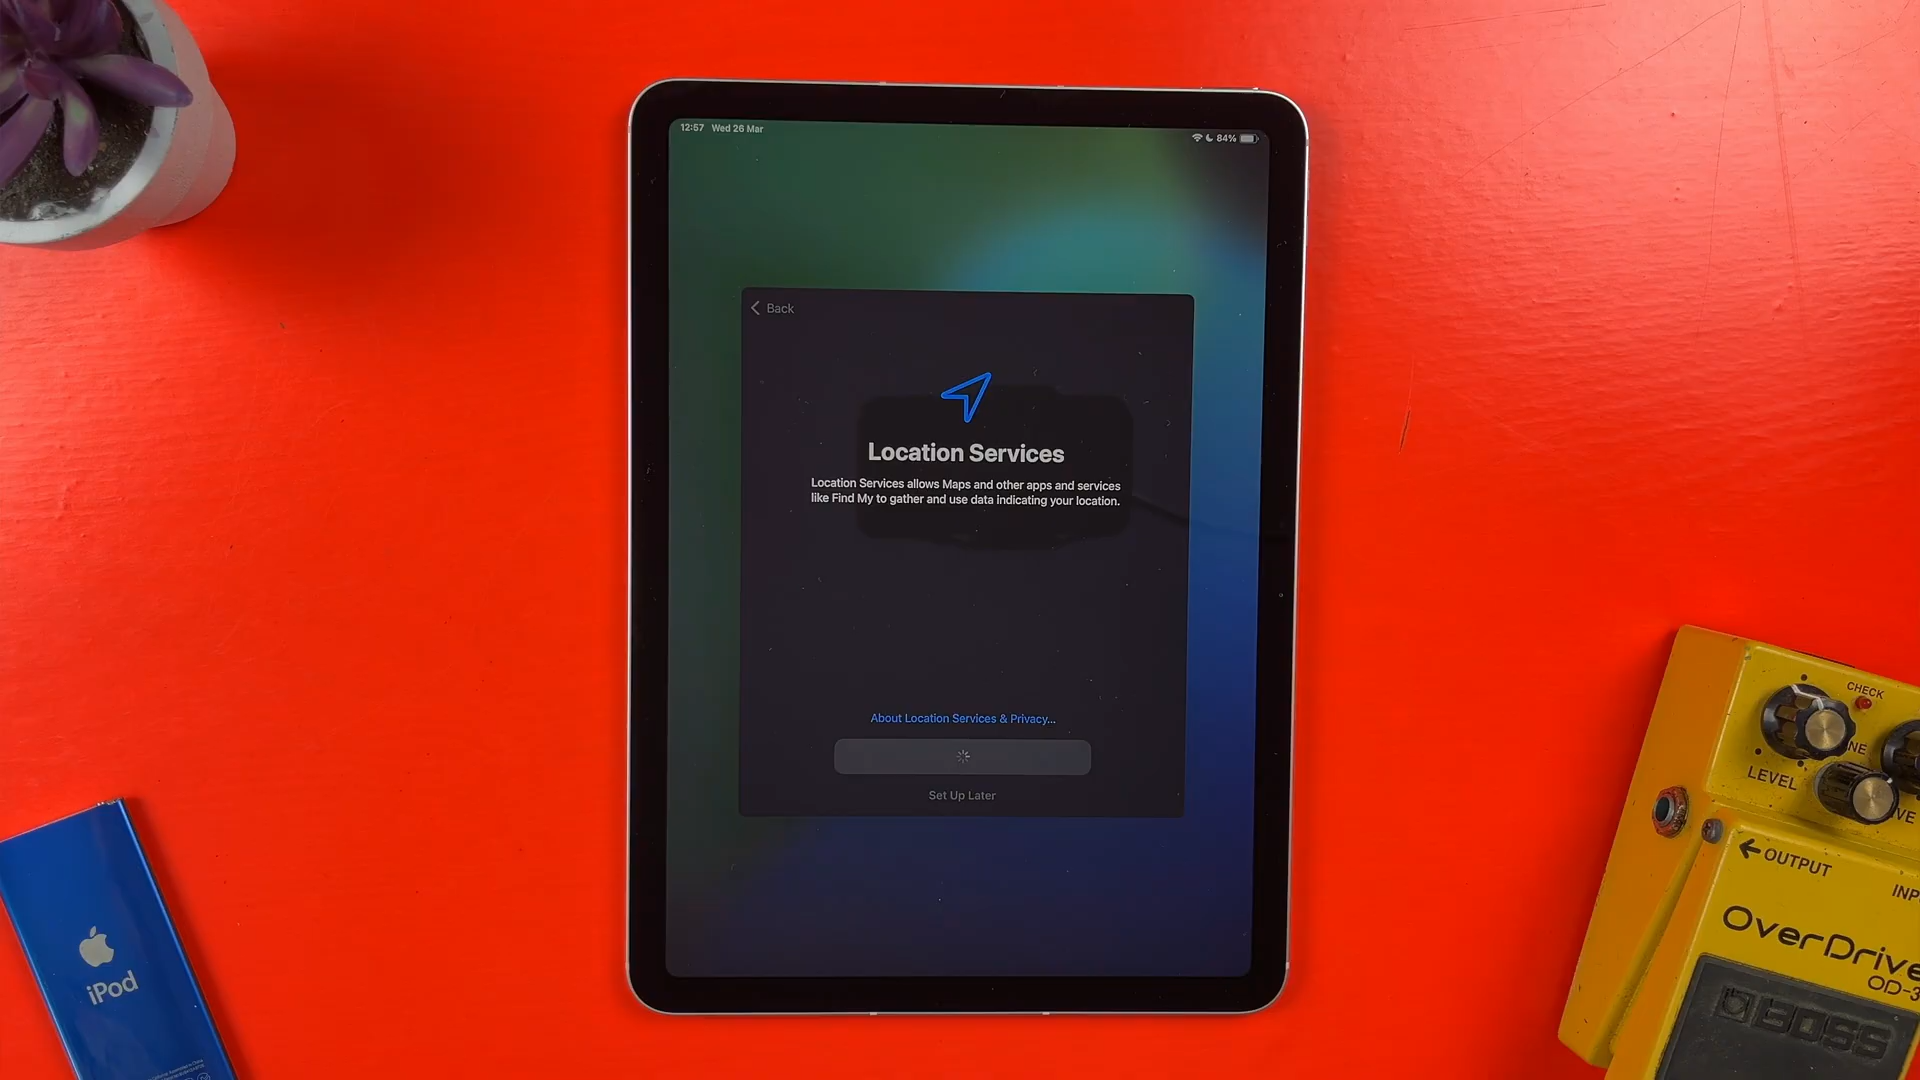 12:57 Wed 26 Mar
84%
Back
Location Services
Location Services allows Maps and other apps and services
like Find My to gather and use data indicating your location.
About Location Services & Privacy...
Set Up Later
iPod
CHECK
LEVEL
OUTPUT
OverDrive
BOSS